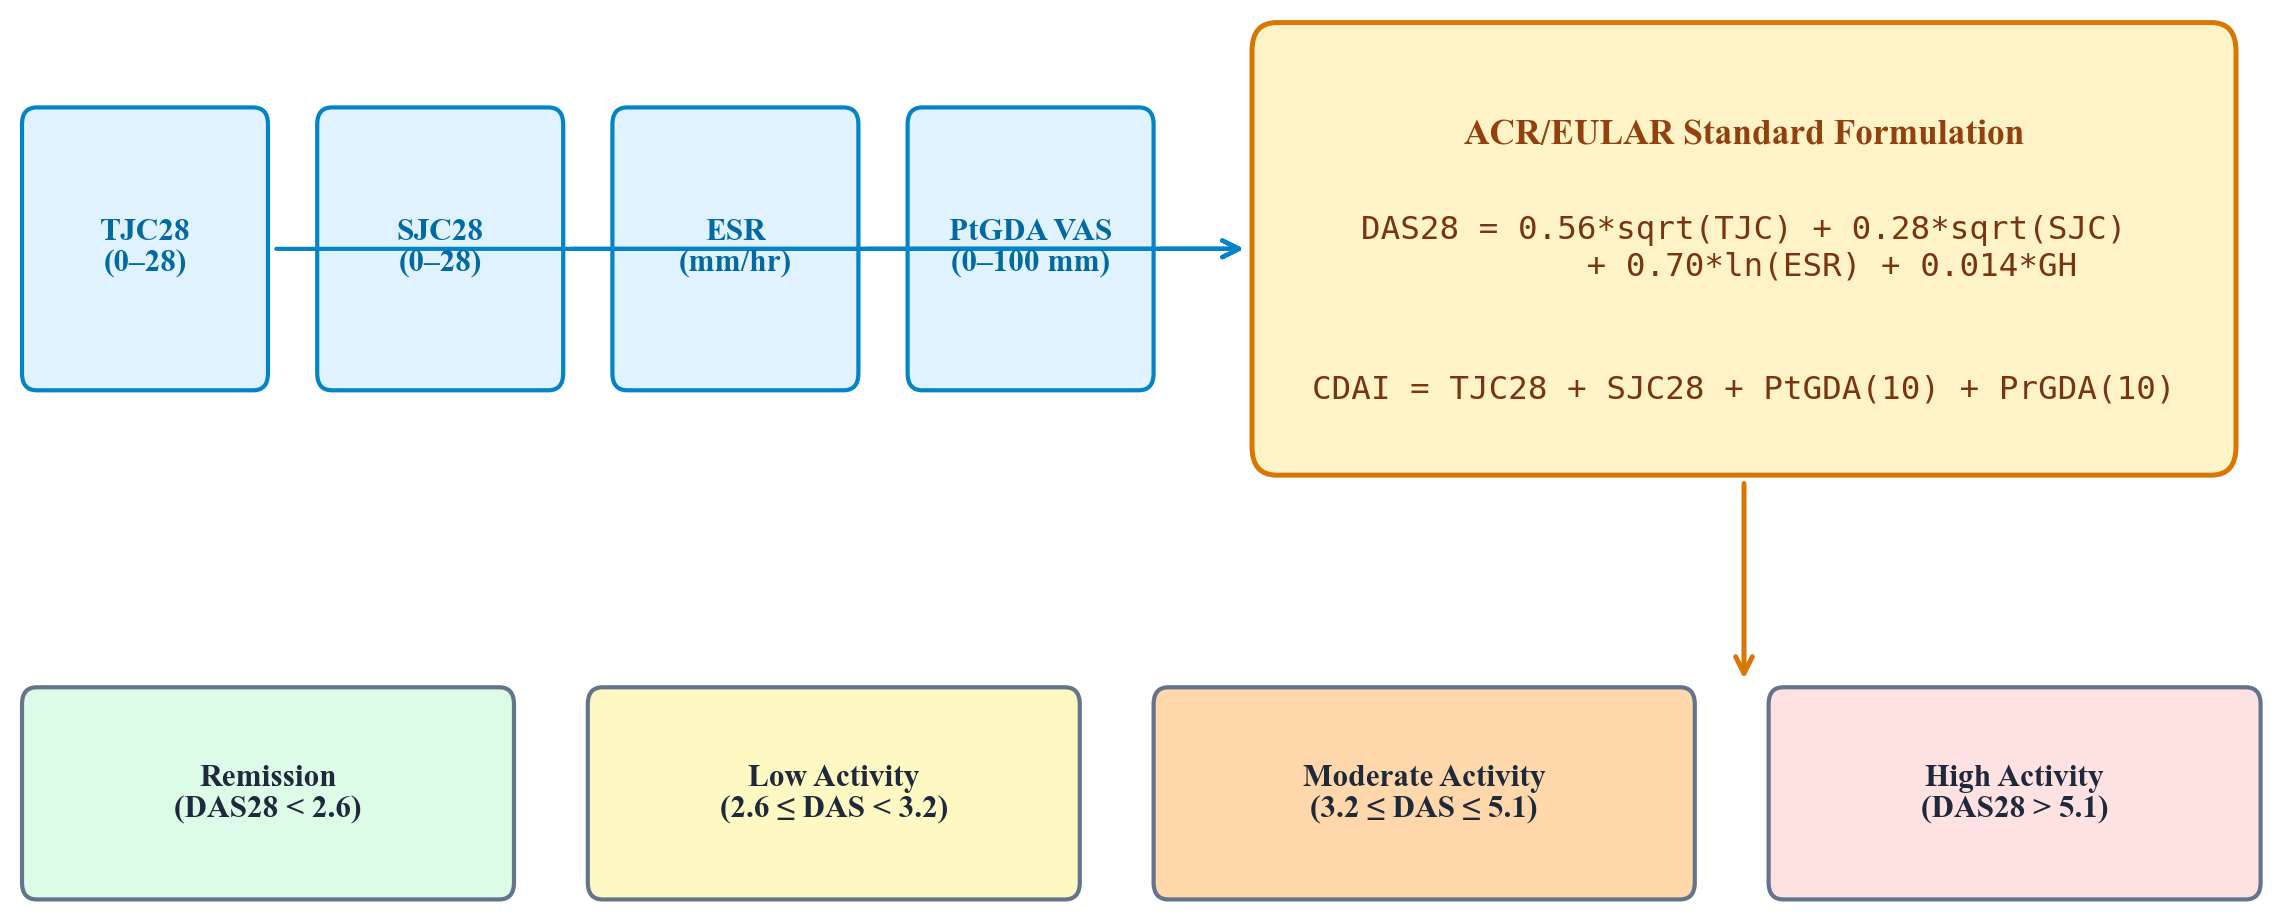 TJC28
(0–28)
SJC28
(0–28)
ESR
(mm/hr)
PtGDA VAS
(0–100 mm)
ACR/EULAR Standard Formulation
DAS28 = 0.56*sqrt(TJC) + 0.28*sqrt(SJC)
+ 0.70*ln(ESR) + 0.014*GH
CDAI = TJC28 + SJC28 + PtGDA(10) + PrGDA(10)
Remission
(DAS28 < 2.6)
Low Activity
(2.6 ≤ DAS < 3.2)
Moderate Activity
(3.2 ≤ DAS ≤ 5.1)
High Activity
(DAS28 > 5.1)